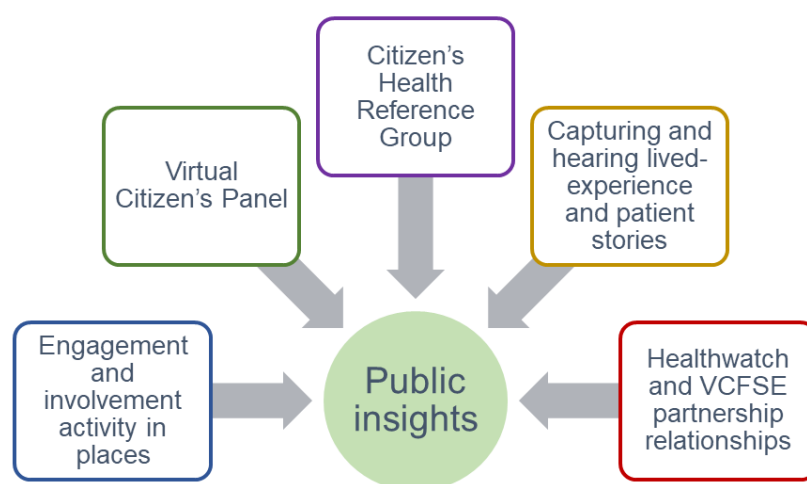 Citizen's
Health
Reference
Group
Virtual
Citizen's Panel
Capturing and
hearing lived-
experience
and patient
stories
Engagement
and
involvement
activity in
places
Public
insights
Healthwatch
and VCFSE
partnership
relationships